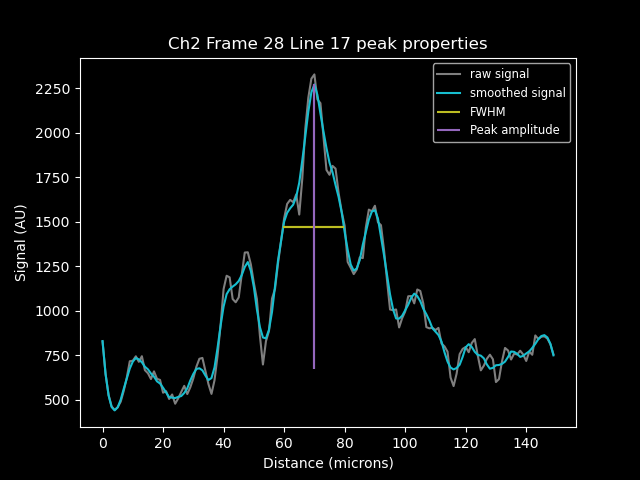 Ch2 Frame 28 Line 17 peak properties
raw signal
smoothed signal
FWHM
Peak amplitude
Signal (AU)
2250
2000
1750
1500
1250
1000
750
500
0 20 40 60 80 100 120 140
Distance (microns)